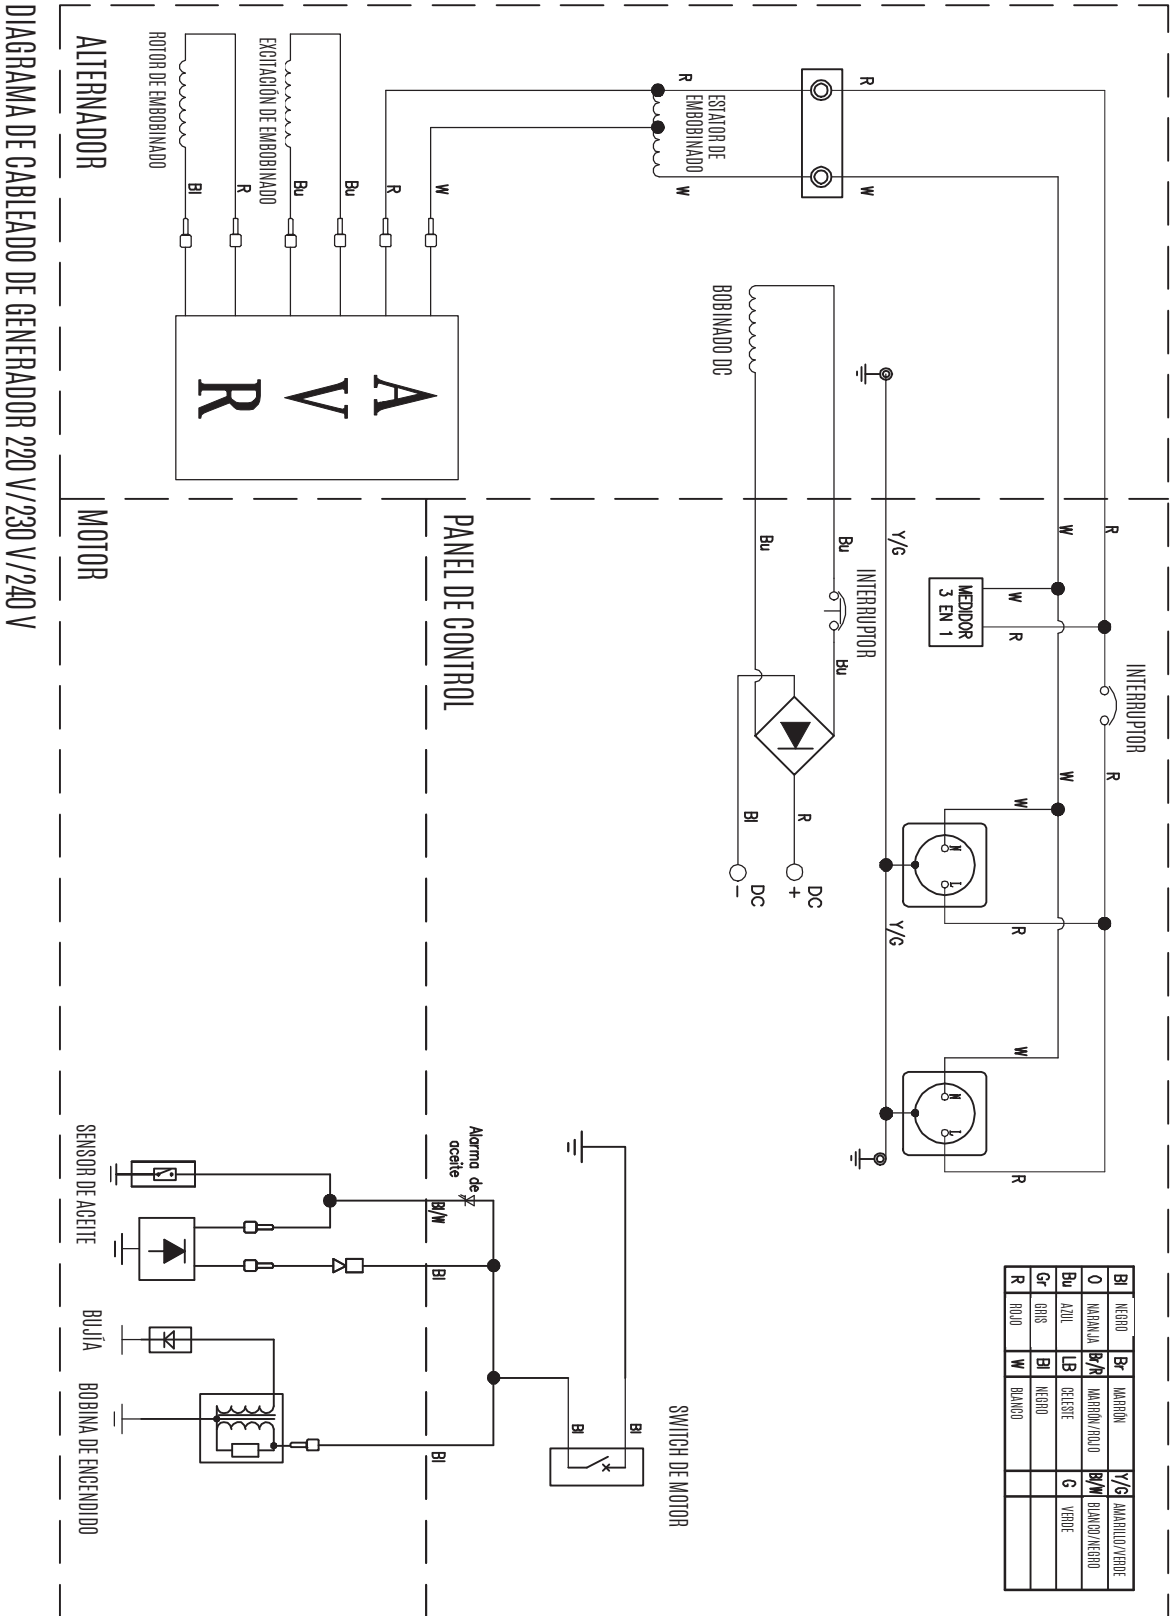 INTERRUPTOR
R
R
R
Bl NEGRO Br MARRÓN Y/G AMARILLO/VERDE
O NARANJA Br/R MARRÓN/ROJO Bl/W BLANCO/NEGRO
Bu AZUL LB CELESTE G VERDE
Gr GRIS Bl NEGRO
R ROJO W BLANCO
W
W
W
W
R
W
R
W
R
MEDIDOR
3 EN 1
N
L
N
L
Y/G
Y/G
INTERRUPTOR
Bu
Bu
DC
+
R
Bu
DC
-
Bl
BOBINADO DC
ESTATOR DE
EMBOBINADO
R
W
SWITCH DE MOTOR
Bl
Bl
ALTERNADOR
EXCITACIÓN DE EMBOBINADO
ROTOR DE EMBOBINADO
W
R
Bu
Bu
R
Bl
A
V
R
PANEL DE CONTROL
Alarma de
aceite
Bl/W
Bl
Bl
MOTOR
SENSOR DE ACEITE
BUJÍA
BOBINA DE ENCENDIDO
DIAGRAMA DE CABLEADO DE GENERADOR 220 V/230 V/240 V